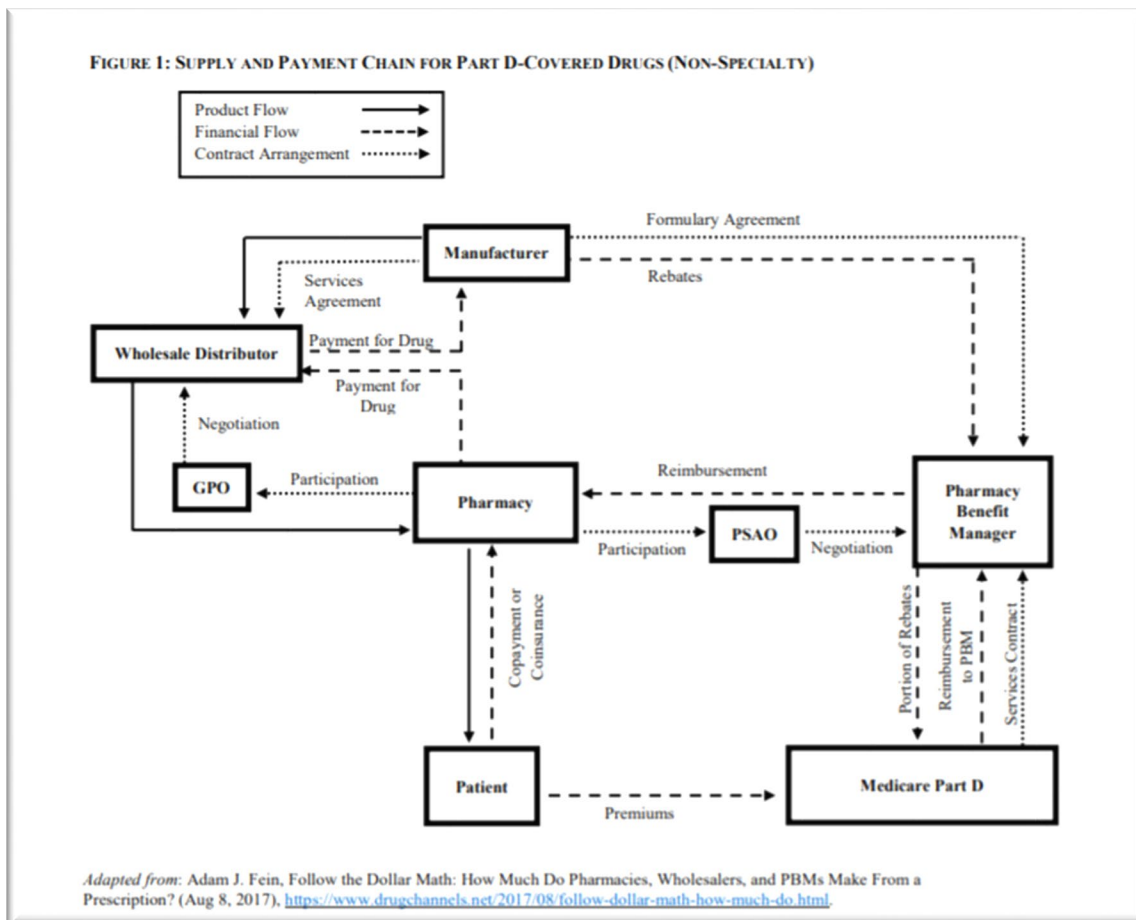 FIGURE 1: SUPPLY AND PAYMENT CHAIN FOR PART D-COVERED DRUGS (NON-SPECIALTY)
Product Flow
Financial Flow
Contract Arrangement
Formulary Agreement
Manufacturer
Rebates
Services
Agreement
Wholesale Distributor
Payment for Drug
Payment for
Drug
Negotiation
GPO
Participation
Pharmacy
Reimbursement
Pharmacy
Benefit
Manager
PSAO
Participation
Negotiation
Copayment or
Coinsurance
Portion of Rebates
Reimbursement
to PBM
Services Contract
Patient
Premiums
Medicare Part D
Adapted from: Adam J. Fein, Follow the Dollar Math: How Much Do Pharmacies, Wholesalers, and PBMs Make From a
Prescription? (Aug 8, 2017), https://www.drugchannels.net/2017/08/follow-dollar-math-how-much-do.html.